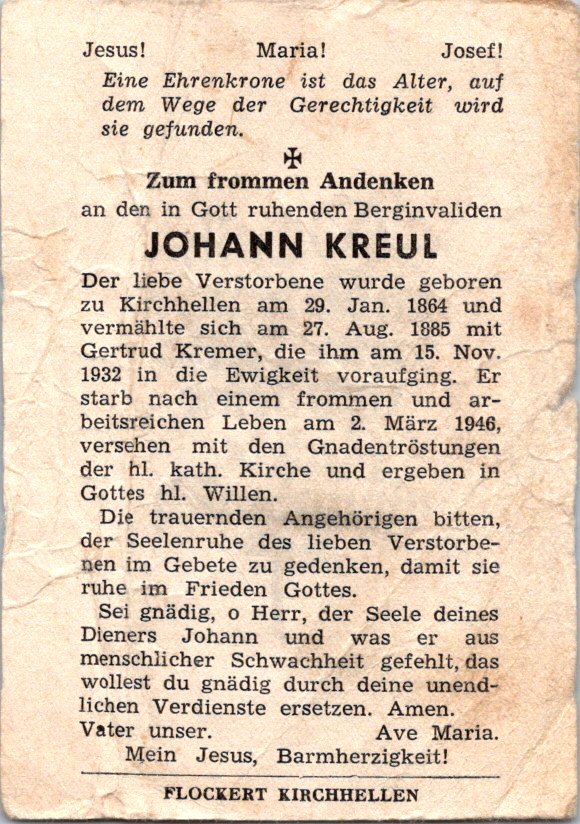 Jesus! Maria! Josef!
Eine Ehrenkrone ist das Alter, auf
dem Wege der Gerechtigkeit wird
sie gefunden.
✠
Zum frommen Andenken
an den in Gott ruhenden Berginvaliden
JOHANN KREUL
Der liebe Verstorbene wurde geboren
zu Kirchhellen am 29. Jan. 1864 und
vermählte sich am 27. Aug. 1885 mit
Gertrud Kremer, die ihm am 15. Nov.
1932 in die Ewigkeit voraufging. Er
starb nach einem frommen und ar-
beitsreichen Leben am 2. März 1946,
versehen mit den Gnadentröstungen
der hl. kath. Kirche und ergeben in
Gottes hl. Willen.
Die trauernden Angehörigen bitten,
der Seelenruhe des lieben Verstorbe-
nen im Gebete zu gedenken, damit sie
ruhe im Frieden Gottes.
Sei gnädig, o Herr, der Seele deines
Dieners Johann und was er aus
menschlicher Schwachheit gefehlt, das
wollest du gnädig durch deine unend-
lichen Verdienste ersetzen. Amen.
Vater unser. Ave Maria.
Mein Jesus, Barmherzigkeit!
FLOCKERT KIRCHHELLEN